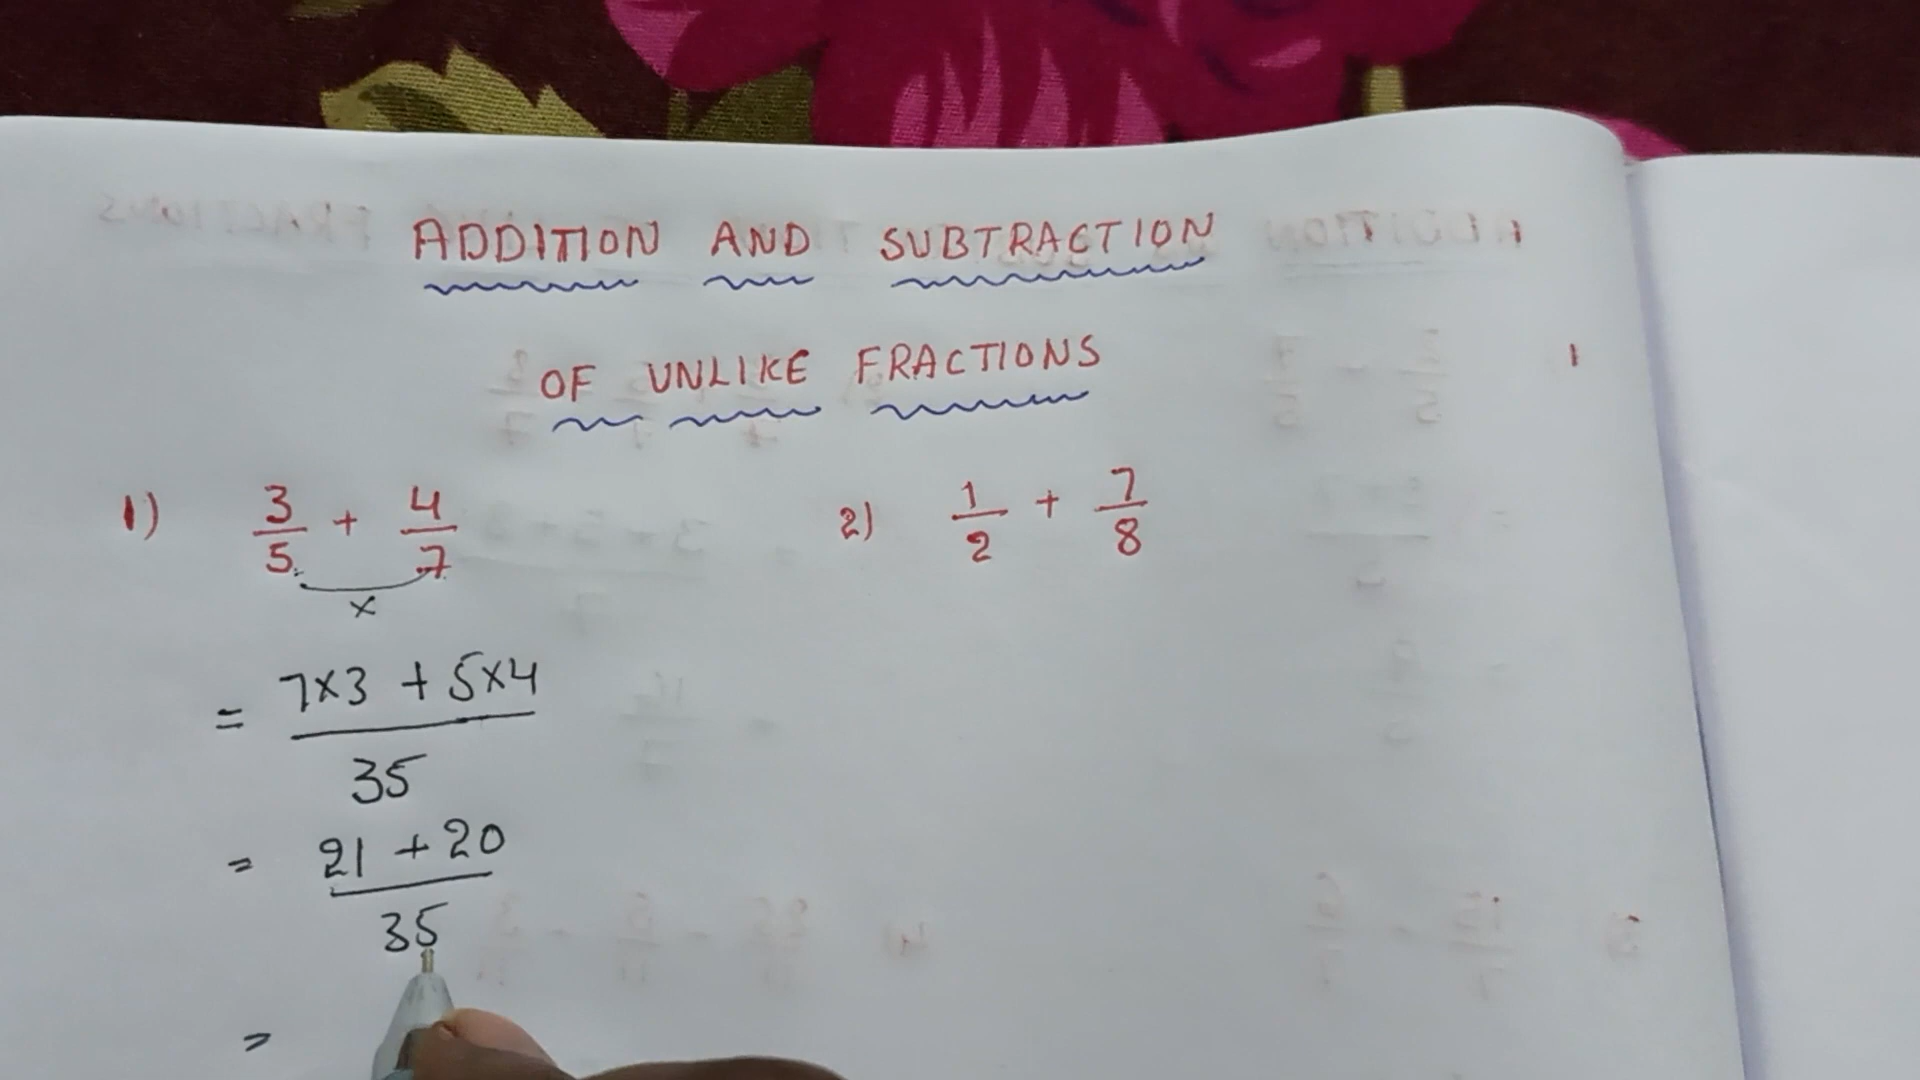 ADDITION AND SUBTRACTION
OF UNLIKE FRACTIONS
1) 3/5 + 4/7
×
= 7×3 + 5×4 / 35
= 21 + 20 / 35
=
2) 1/2 + 7/8